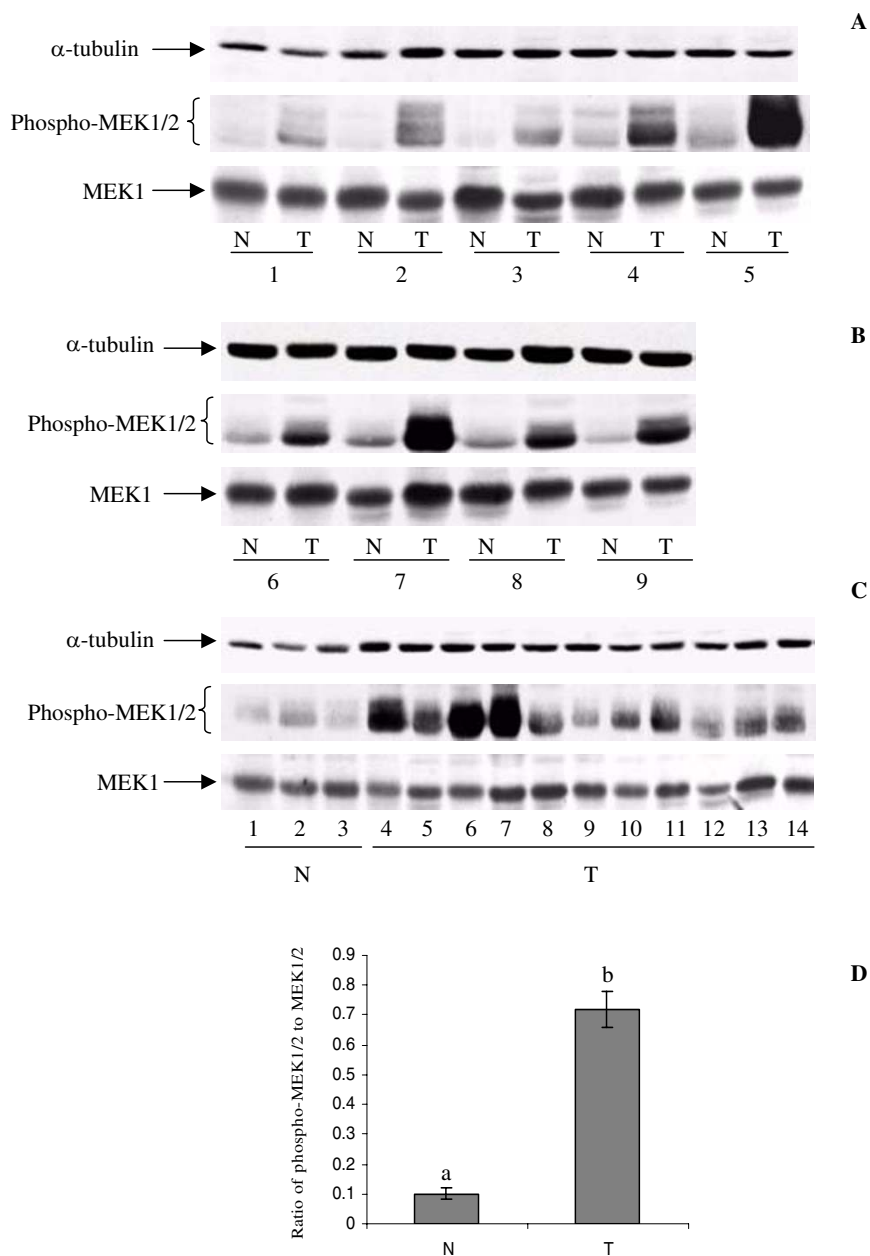 A
α-tubulin
Phospho-MEK1/2
MEK1
N T N T N T N T N T
1 2 3 4 5
B
α-tubulin
Phospho-MEK1/2
MEK1
N T N T N T N T
6 7 8 9
C
α-tubulin
Phospho-MEK1/2
MEK1
1 2 3 4 5 6 7 8 9 10 11 12 13 14
N T
D
Ratio of phospho-MEK1/2 to MEK1/2
0.9
0.8
0.7
0.6
0.5
0.4
0.3
0.2
0.1
0
a
b
N T